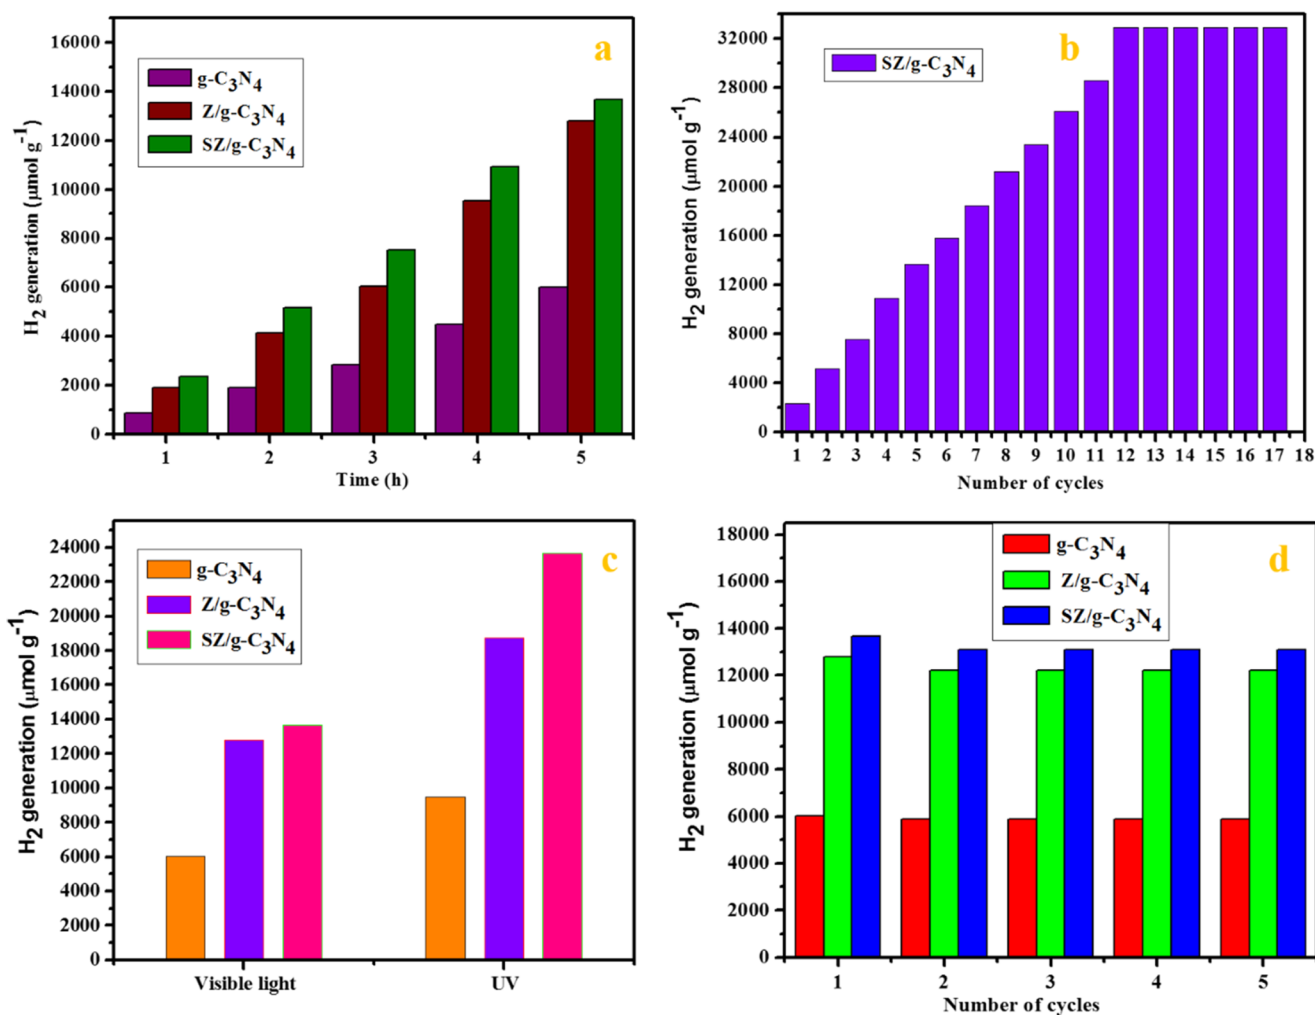 a
g-C3N4
Z/g-C3N4
SZ/g-C3N4
H2 generation (μmol g-1)
16000
14000
12000
10000
8000
6000
4000
2000
0
1 2 3 4 5
Time (h)
b
SZ/g-C3N4
H2 generation (μmol g-1)
32000
28000
24000
20000
16000
12000
8000
4000
0
1 2 3 4 5 6 7 8 9 10 11 12 13 14 15 16 17 18
Number of cycles
c
g-C3N4
Z/g-C3N4
SZ/g-C3N4
H2 generation (μmol g-1)
24000
22000
20000
18000
16000
14000
12000
10000
8000
6000
4000
2000
0
Visible light UV
d
g-C3N4
Z/g-C3N4
SZ/g-C3N4
H2 generation (μmol g-1)
18000
16000
14000
12000
10000
8000
6000
4000
2000
0
1 2 3 4 5
Number of cycles